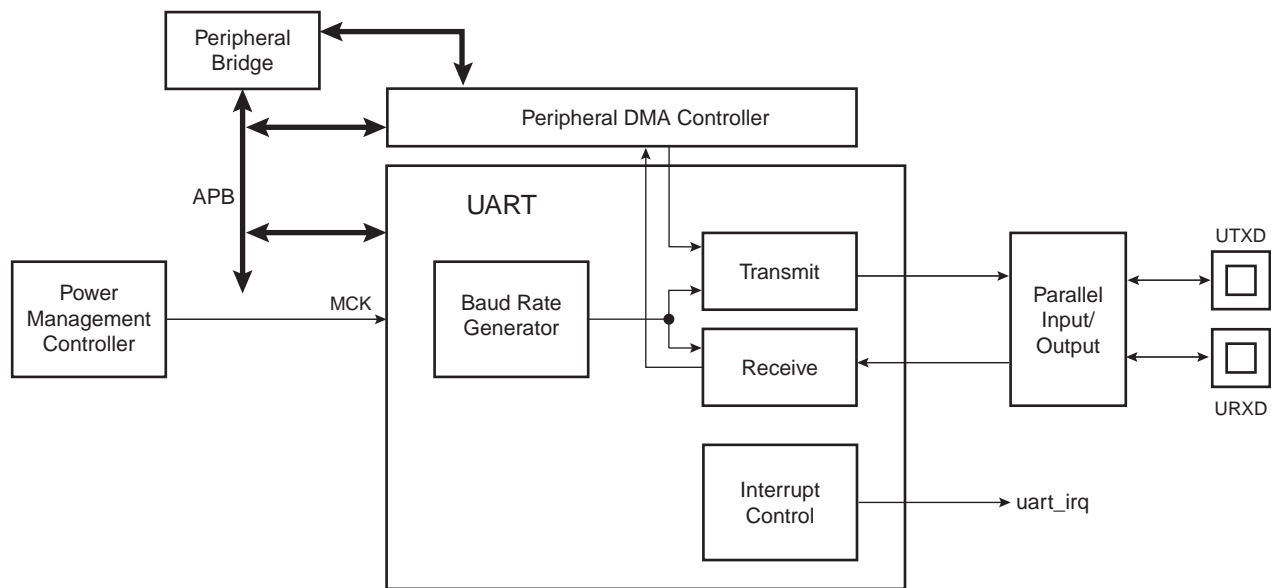 Peripheral
Bridge
Peripheral DMA Controller
APB
UART
UTXD
Power
Management
Controller
MCK
Baud Rate
Generator
Transmit
Receive
Parallel
Input/
Output
URXD
Interrupt
Control
uart_irq